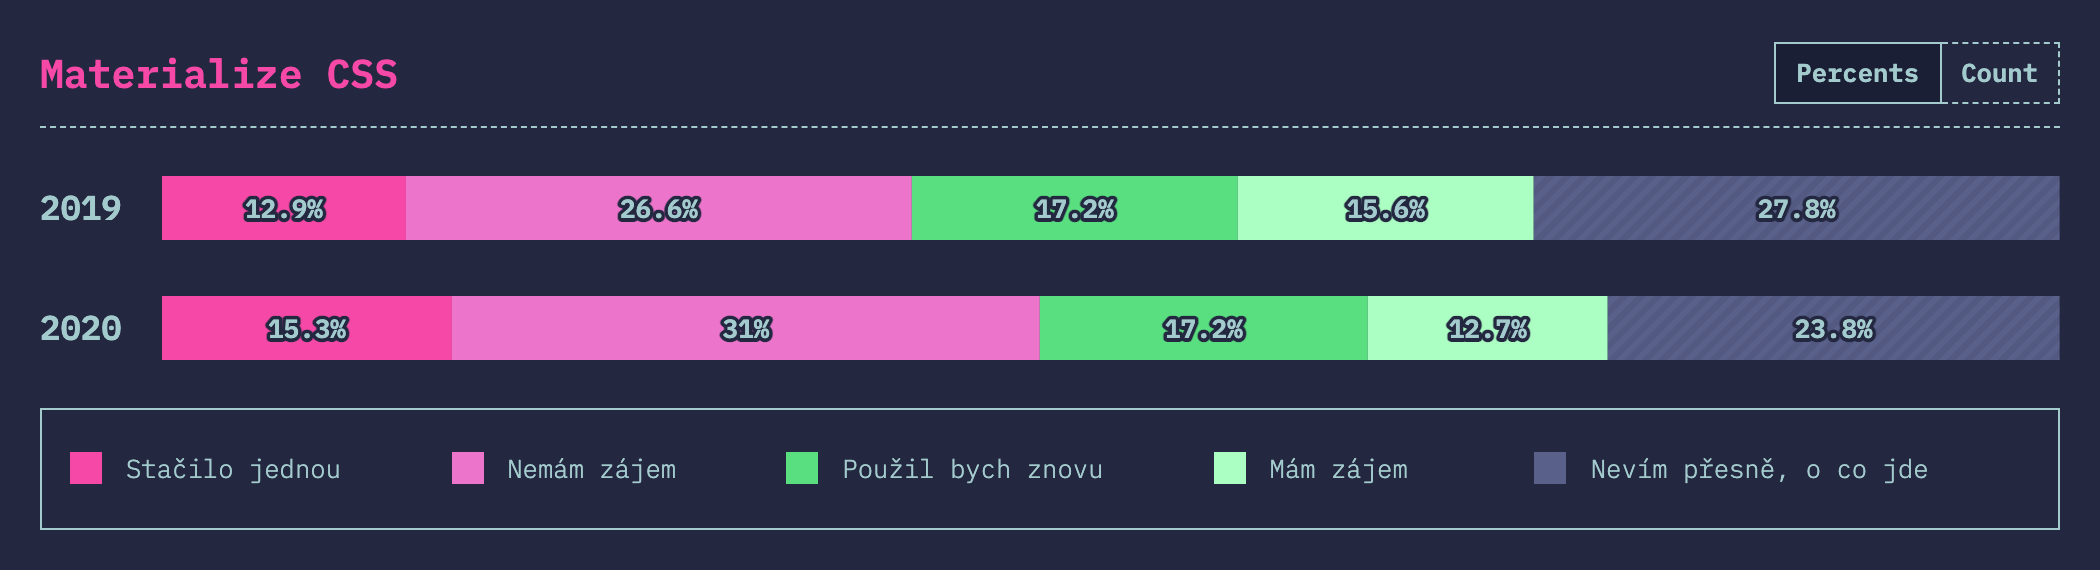 Materialize CSS
Percents Count
2019 12.9% 26.6% 17.2% 15.6% 27.8%
2020 15.3% 31% 17.2% 12.7% 23.8%
Stačilo jednou Nemám zájem Použil bych znovu Mám zájem Nevím přesně, o co jde